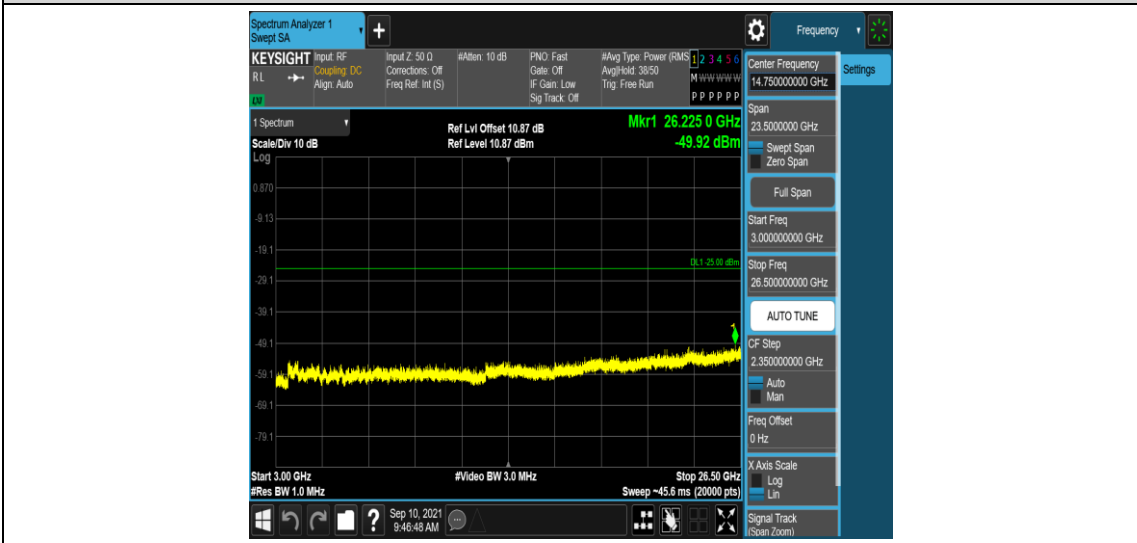 Spectrum Analyzer 1
Swept SA
+
Frequency
KEYSIGHT
RL
LXI
Input: RF
Coupling: DC
Align: Auto
Input Z: 50 Ω
Corrections: Off
Freq Ref: Int (S)
#Atten: 10 dB
PNO: Fast
Gate: Off
IF Gain: Low
Sig Track: Off
#Avg Type: Power (RMS
Avg|Hold: 38/50
Trig: Free Run
1 2 3 4 5 6
M W W W W W
P P P P P P
Center Frequency
14.750000000 GHz
Settings
1 Spectrum
Scale/Div 10 dB
Log
Ref Lvl Offset 10.87 dB
Ref Level 10.87 dBm
Mkr1 26.225 0 GHz
-49.92 dBm
Span
23.5000000 GHz
Swept Span
Zero Span
Full Span
Start Freq
3.000000000 GHz
Stop Freq
26.500000000 GHz
AUTO TUNE
CF Step
2.350000000 GHz
Auto
Man
Freq Offset
0 Hz
X Axis Scale
Log
Lin
Signal Track
(Span Zoom)
0.870
-9.13
-19.1
DL1 -25.00 dBm
-29.1
-39.1
1
-49.1
-59.1
-69.1
-79.1
Start 3.00 GHz
#Res BW 1.0 MHz
#Video BW 3.0 MHz
Stop 26.50 GHz
Sweep ~45.6 ms (20000 pts)
?
Sep 10, 2021
9:46:48 AM